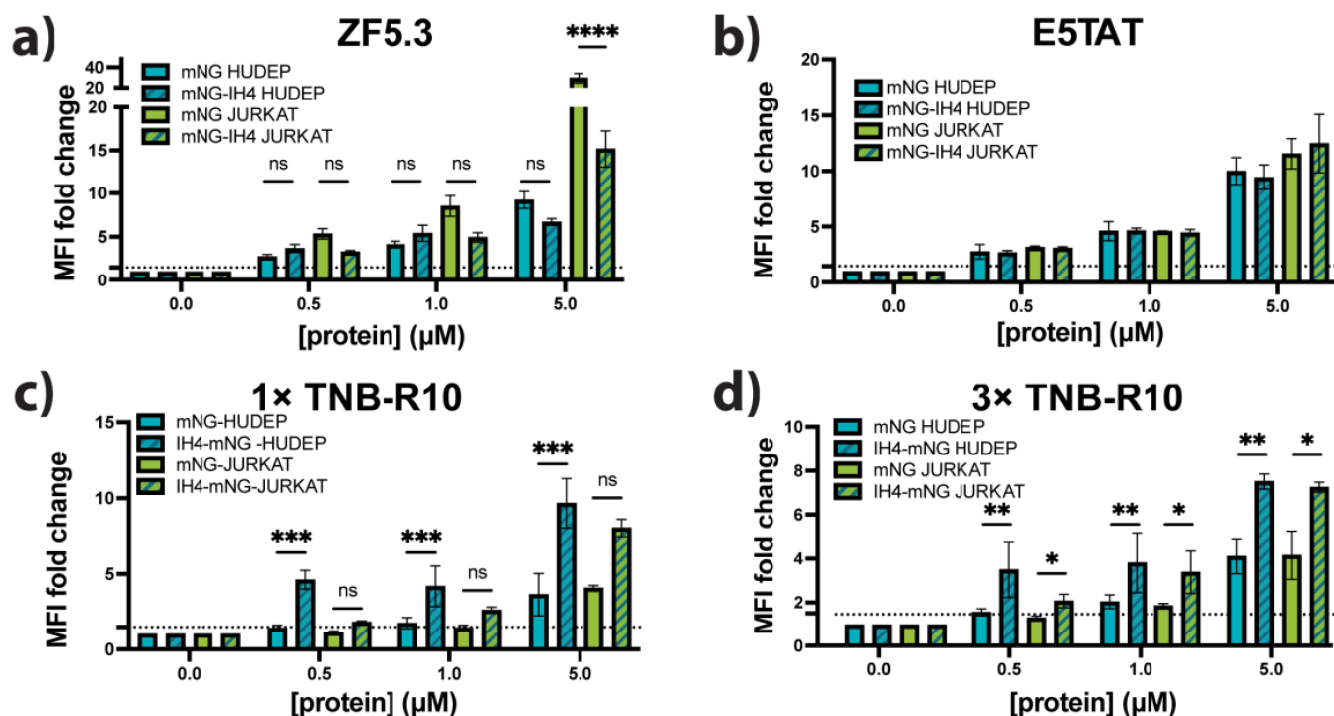 a)
ZF5.3
****
mNG HUDEP
mNG-IH4 HUDEP
mNG JURKAT
mNG-IH4 JURKAT
MFI fold change
40
20
20
15
10
5
0
ns ns ns ns ns
0.0 0.5 1.0 5.0
[protein] (µM)
b)
E5TAT
mNG HUDEP
mNG-IH4 HUDEP
mNG JURKAT
mNG-IH4 JURKAT
MFI fold change
20
15
10
5
0
0.0 0.5 1.0 5.0
[protein] (µM)
c)
1× TNB-R10
mNG-HUDEP
IH4-mNG -HUDEP
mNG-JURKAT
IH4-mNG-JURKAT
MFI fold change
15
10
5
0
*** ns *** ns *** ns
0.0 0.5 1.0 5.0
[protein] (µM)
d)
3× TNB-R10
mNG HUDEP
IH4-mNG HUDEP
mNG JURKAT
IH4-mNG JURKAT
MFI fold change
10
8
6
4
2
0
** * ** * ** *
0.0 0.5 1.0 5.0
[protein] (µM)